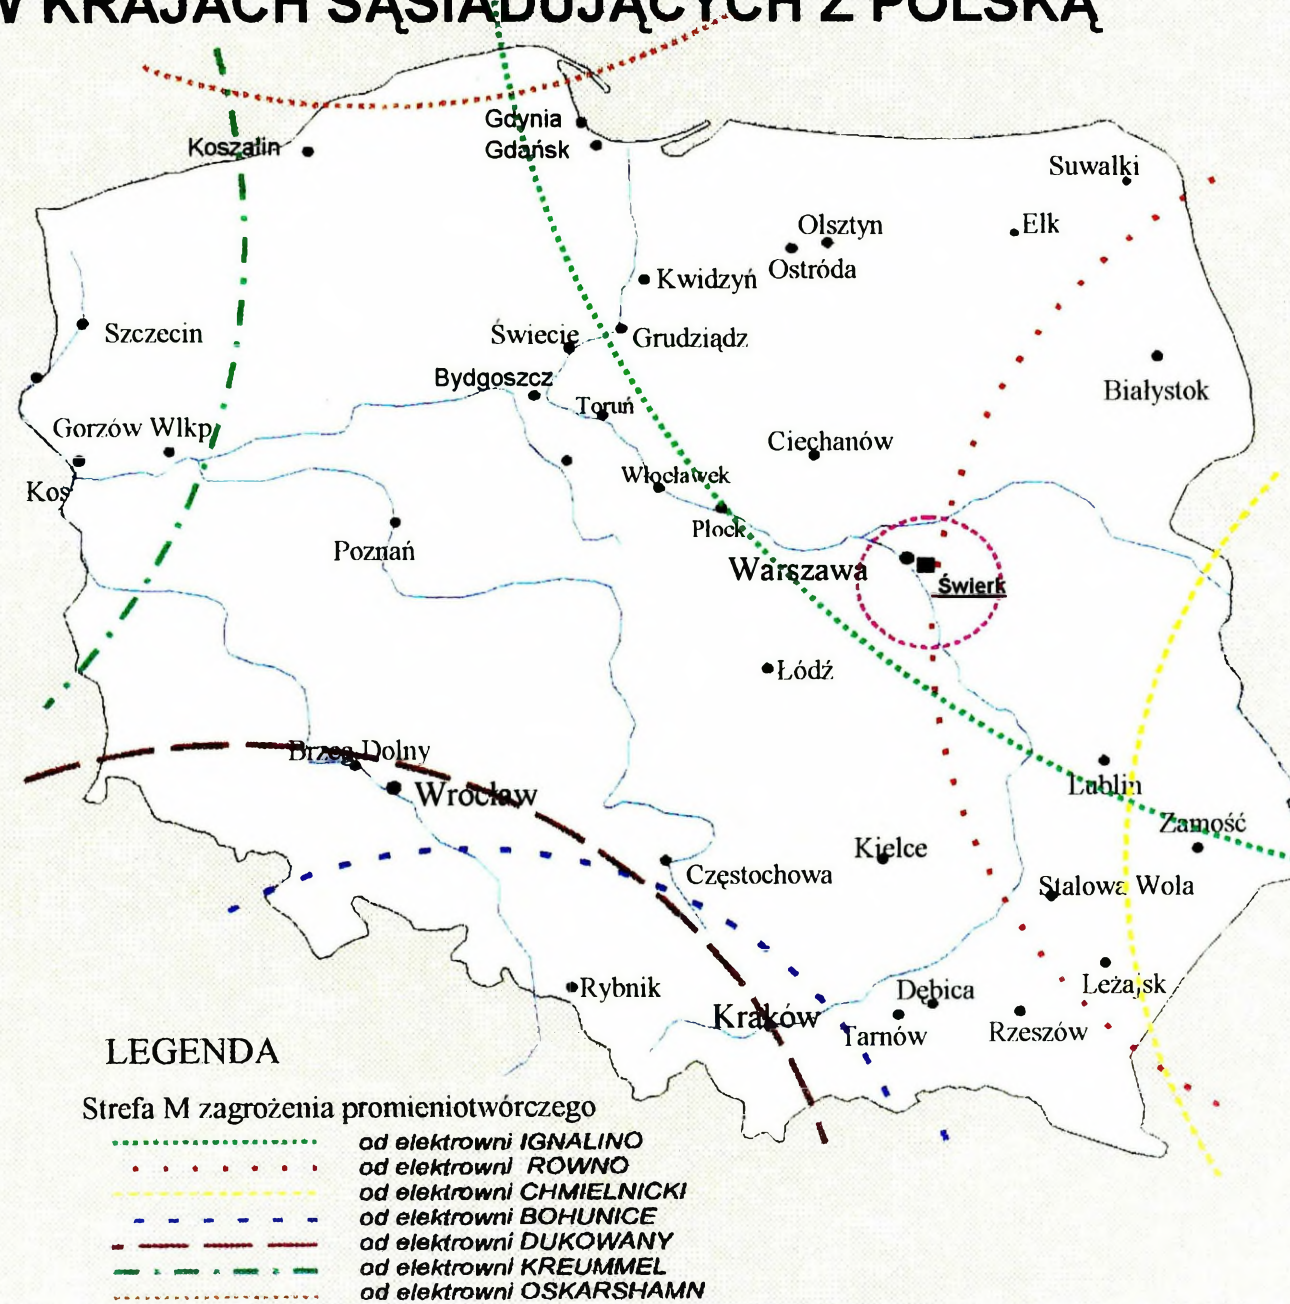 W KRAJACH SĄSIADUJĄCYCH Z POLSKĄ
Gdynia
Koszalin
Gdańsk
Suwałki
Olsztyn
Ełk
Ostróda
Kwidzyń
Szczecin
Świecie
Grudziądz
Bydgoszcz
Białystok
Toruń
Gorzów Wlkp
Ciechanów
Włocławek
Kos
Płock
Poznań
Warszawa
Świerk
Łódź
Brzeg Dolny
Wrocław
Lublin
Zamość
Kielce
Częstochowa
Stalowa Wola
Rybnik
Dębica
Leżajsk
Kraków
Tarnów
Rzeszów
LEGENDA
Strefa M zagrożenia promieniotwórczego
od elektrowni IGNALINO
od elektrowni ROWNO
od elektrowni CHMIELNICKI
od elektrowni BOHUNICE
od elektrowni DUKOWANY
od elektrowni KREUMMEL
od elektrowni OSKARSHAMN